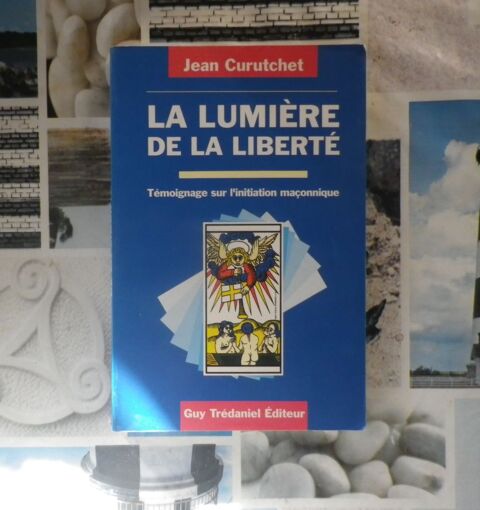 Jean Curutchet
LA LUMIÈRE
DE LA LIBERTÉ
Témoignage sur l'initiation maçonnique
Guy Trédaniel Éditeur